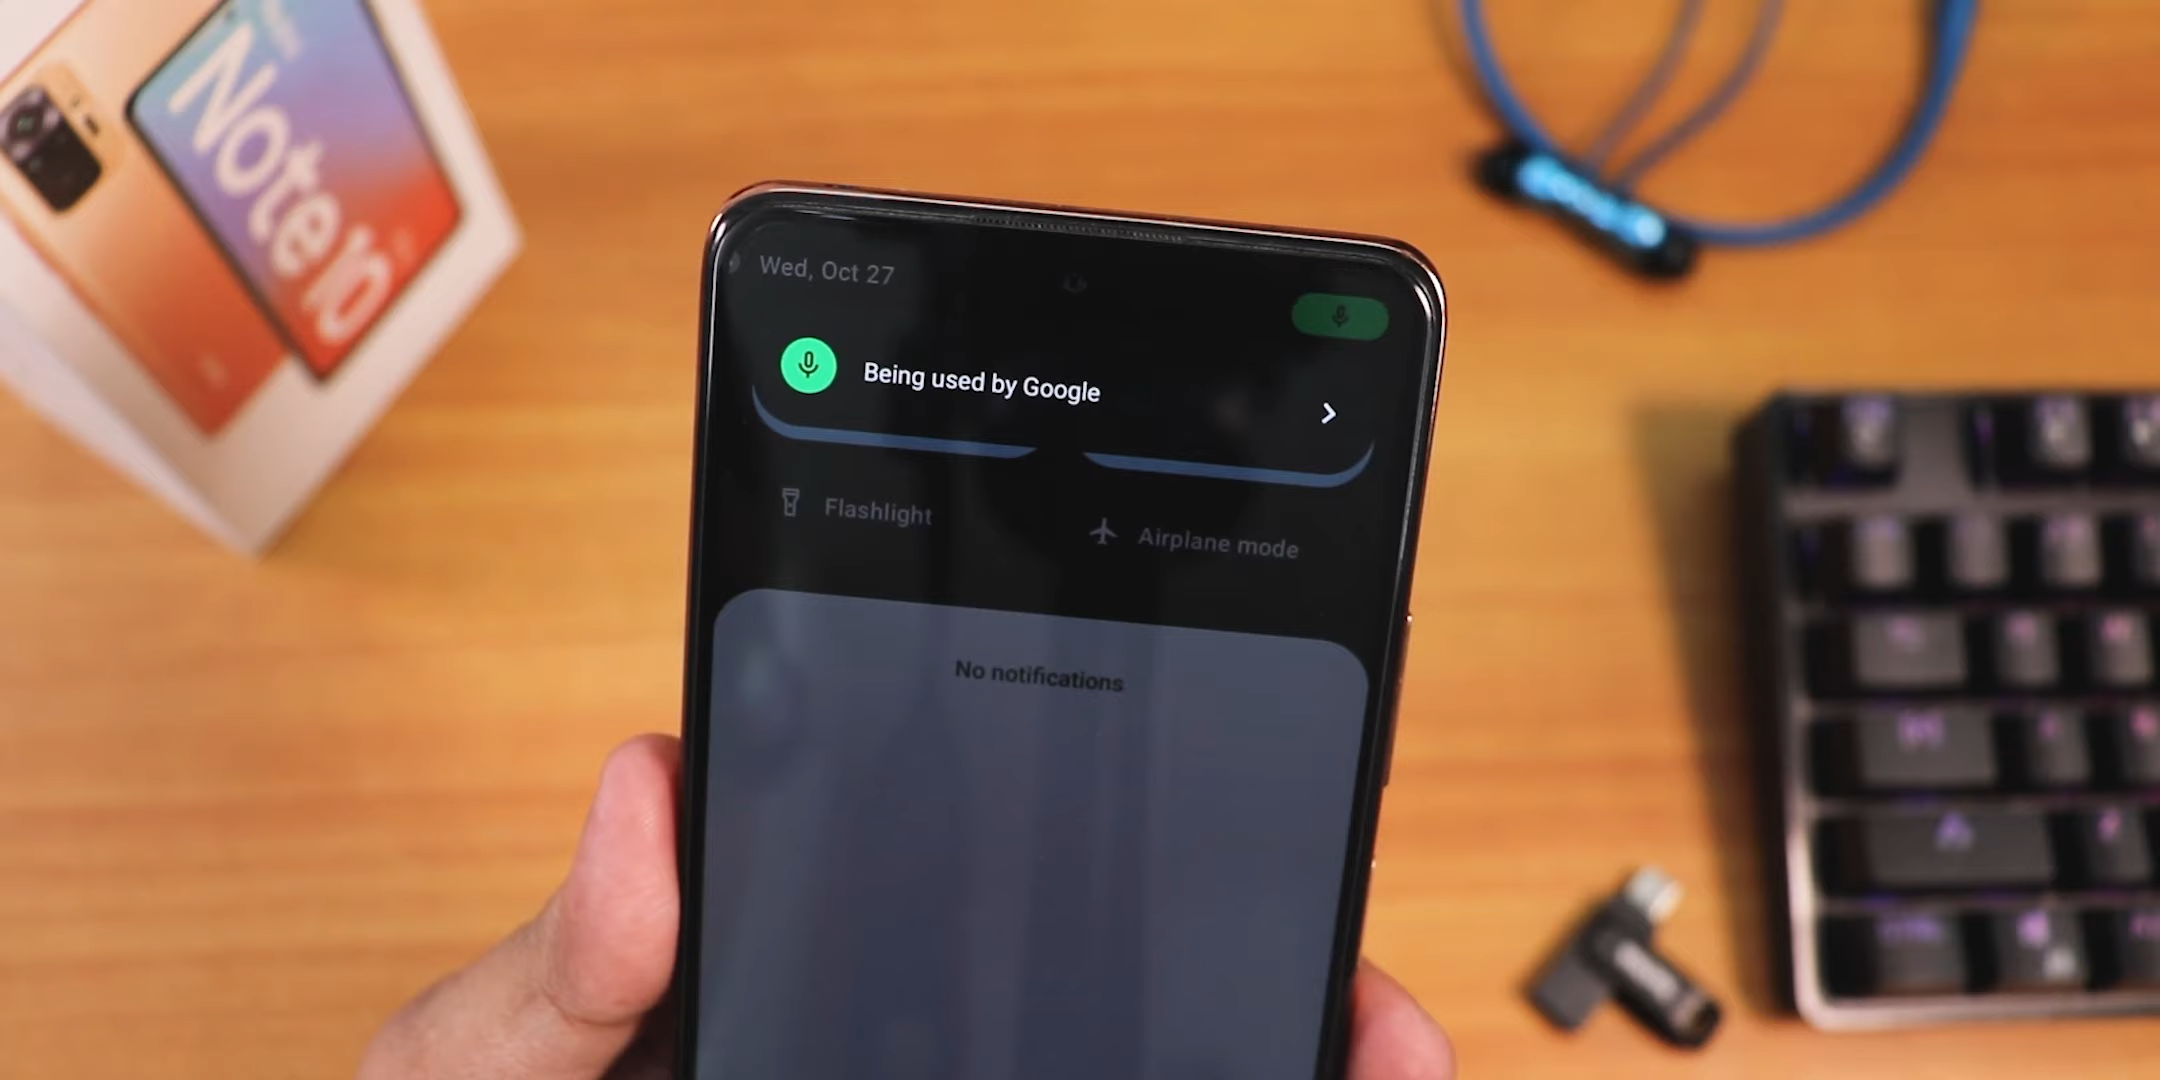 Note 10
Wed, Oct 27
Being used by Google
Flashlight
Airplane mode
No notifications